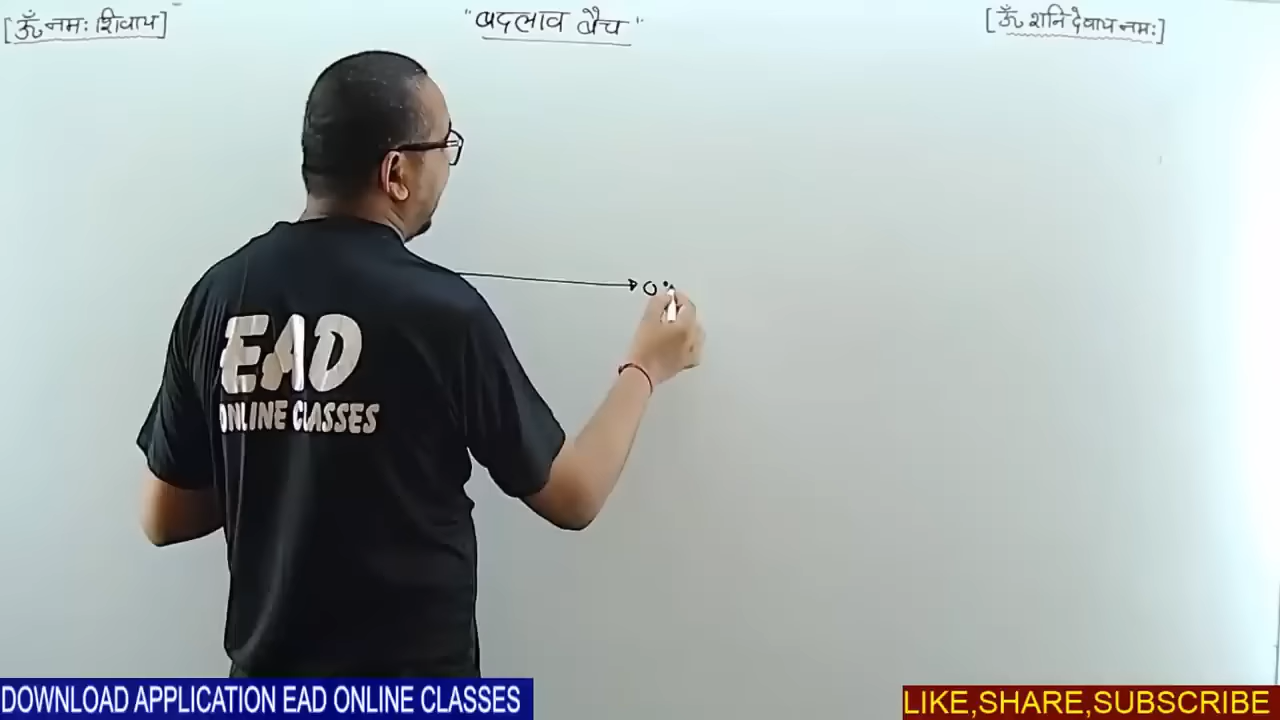 [ॐ नमः शिवाय]
"बदलाव बैच"
[ॐ शनि देवाय नमः]
EAD
ONLINE CLASSES
DOWNLOAD APPLICATION EAD ONLINE CLASSES
LIKE,SHARE,SUBSCRIBE